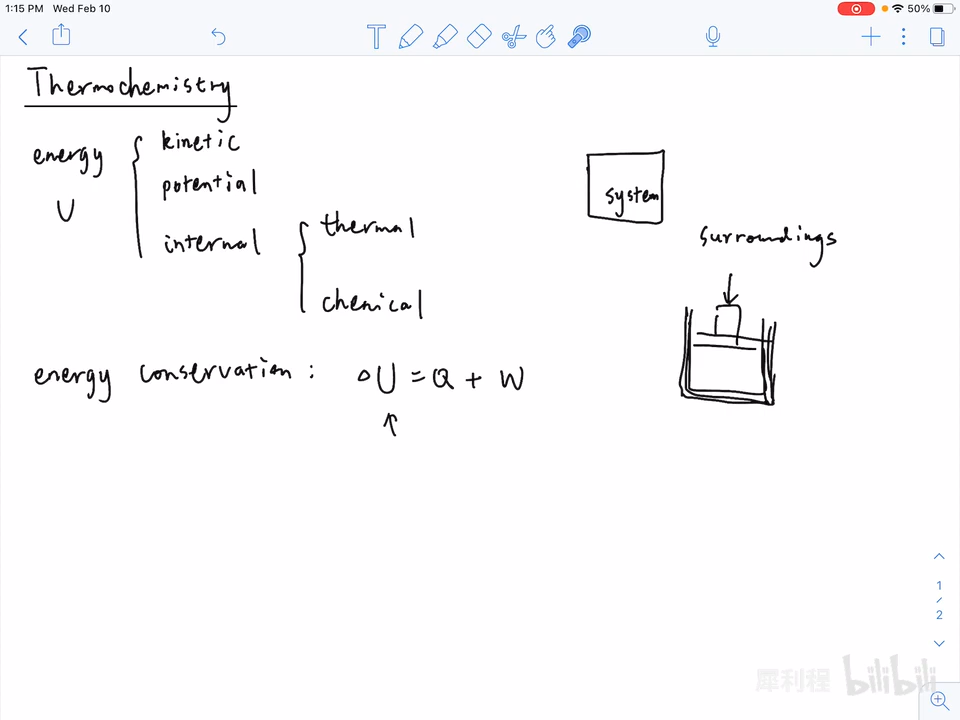 1:15 PM Wed Feb 10
50%
T
Thermochemistry
energy
U
kinetic
potential
internal
thermal
chemical
system
surroundings
energy conservation : ΔU = Q + W
1
/
2
犀利程 bilibili